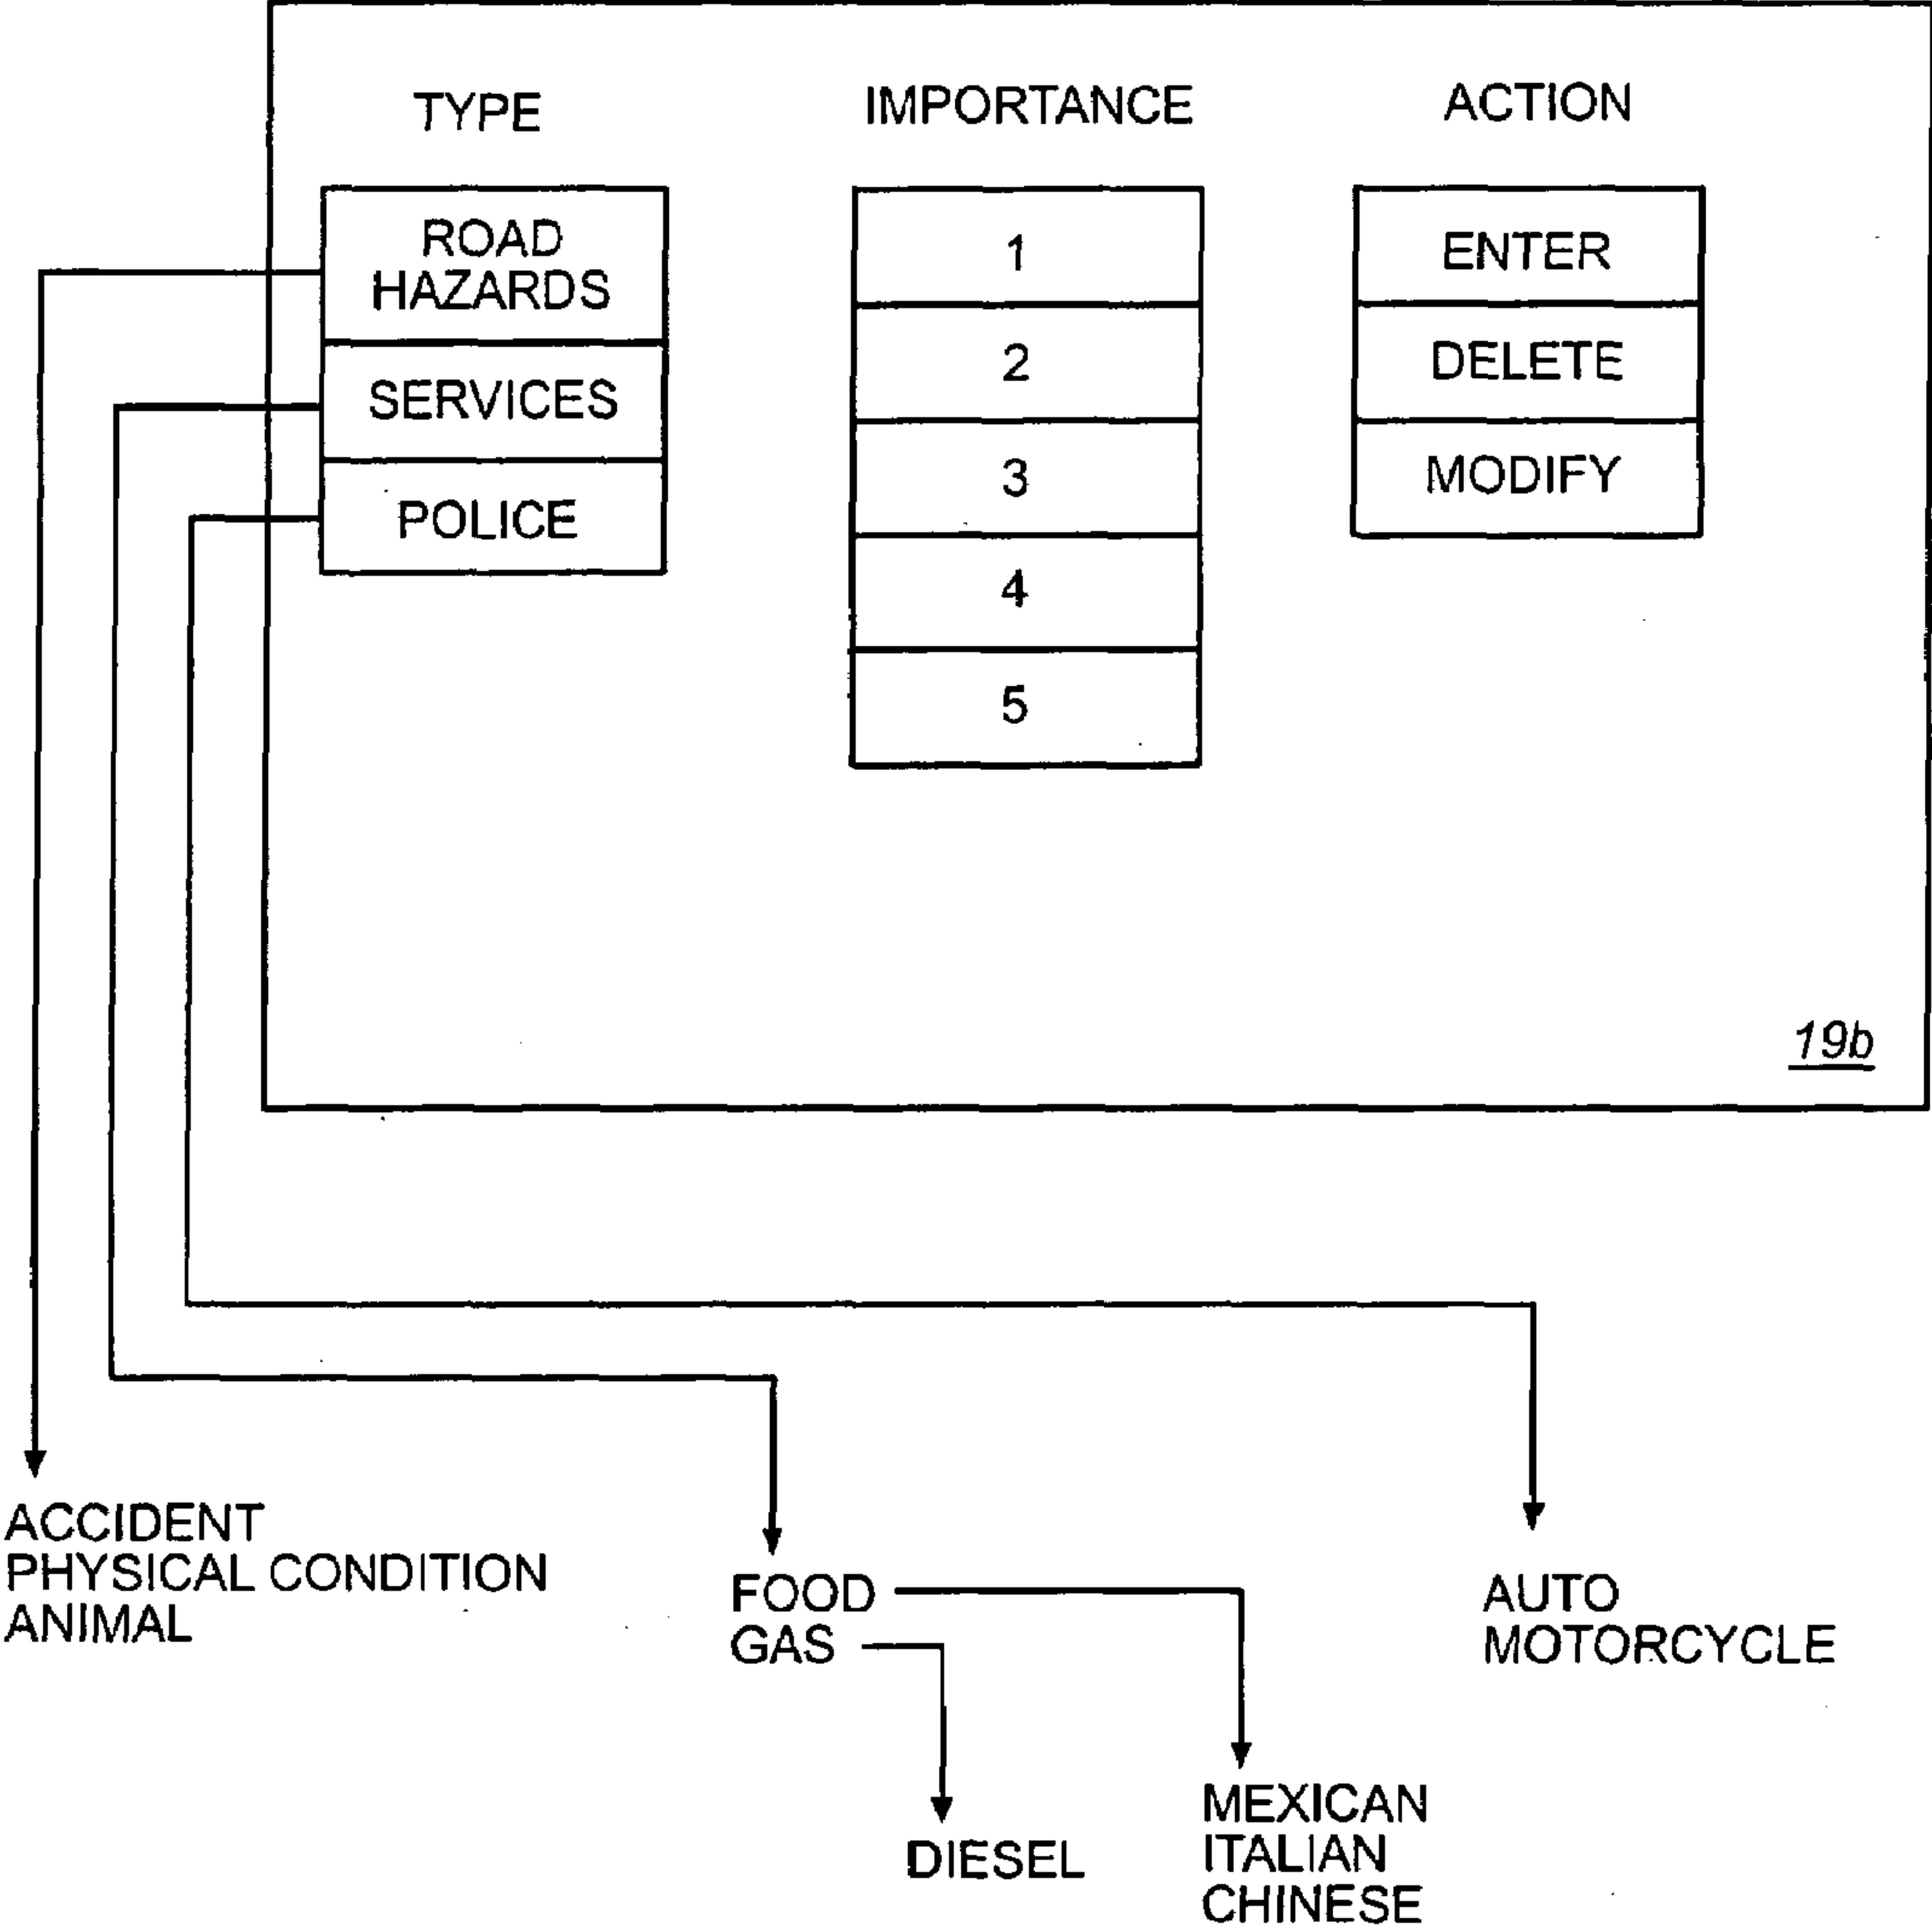 TYPE
IMPORTANCE
ACTION
ROAD
HAZARDS
SERVICES
POLICE
1
2
3
4
5
ENTER
DELETE
MODIFY
19b
ACCIDENT
PHYSICAL CONDITION
ANIMAL
FOOD
GAS
AUTO
MOTORCYCLE
DIESEL
MEXICAN
ITALIAN
CHINESE